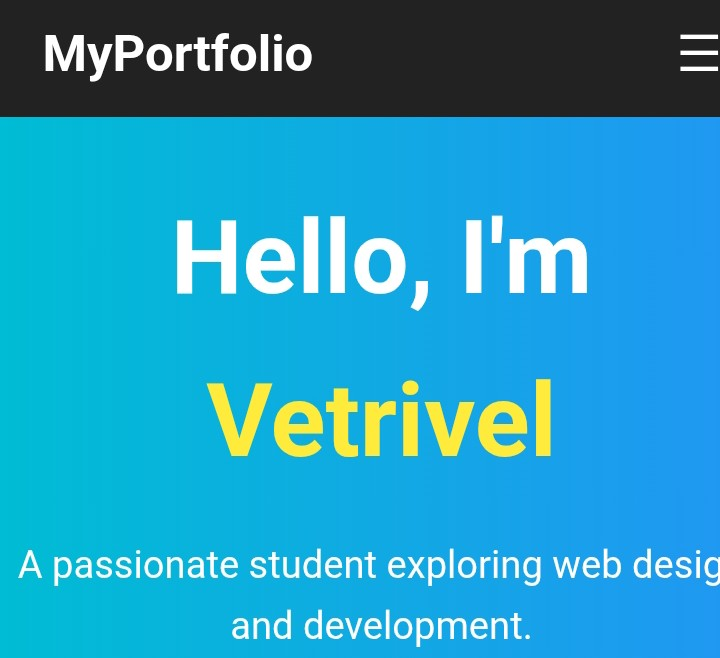 MyPortfolio
Hello, I'm
Vetrivel
A passionate student exploring web desig
and development.